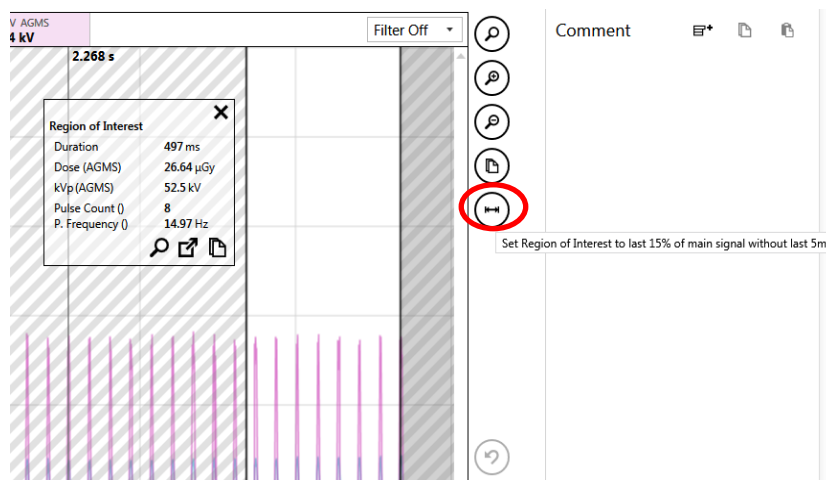 V AGMS
4 kV
Filter Off
Comment
2.268 s
Region of Interest
Duration 497 ms
Dose (AGMS) 26.64 µGy
kVp (AGMS) 52.5 kV
Pulse Count () 8
P. Frequency () 14.97 Hz
Set Region of Interest to last 15% of main signal without last 5m